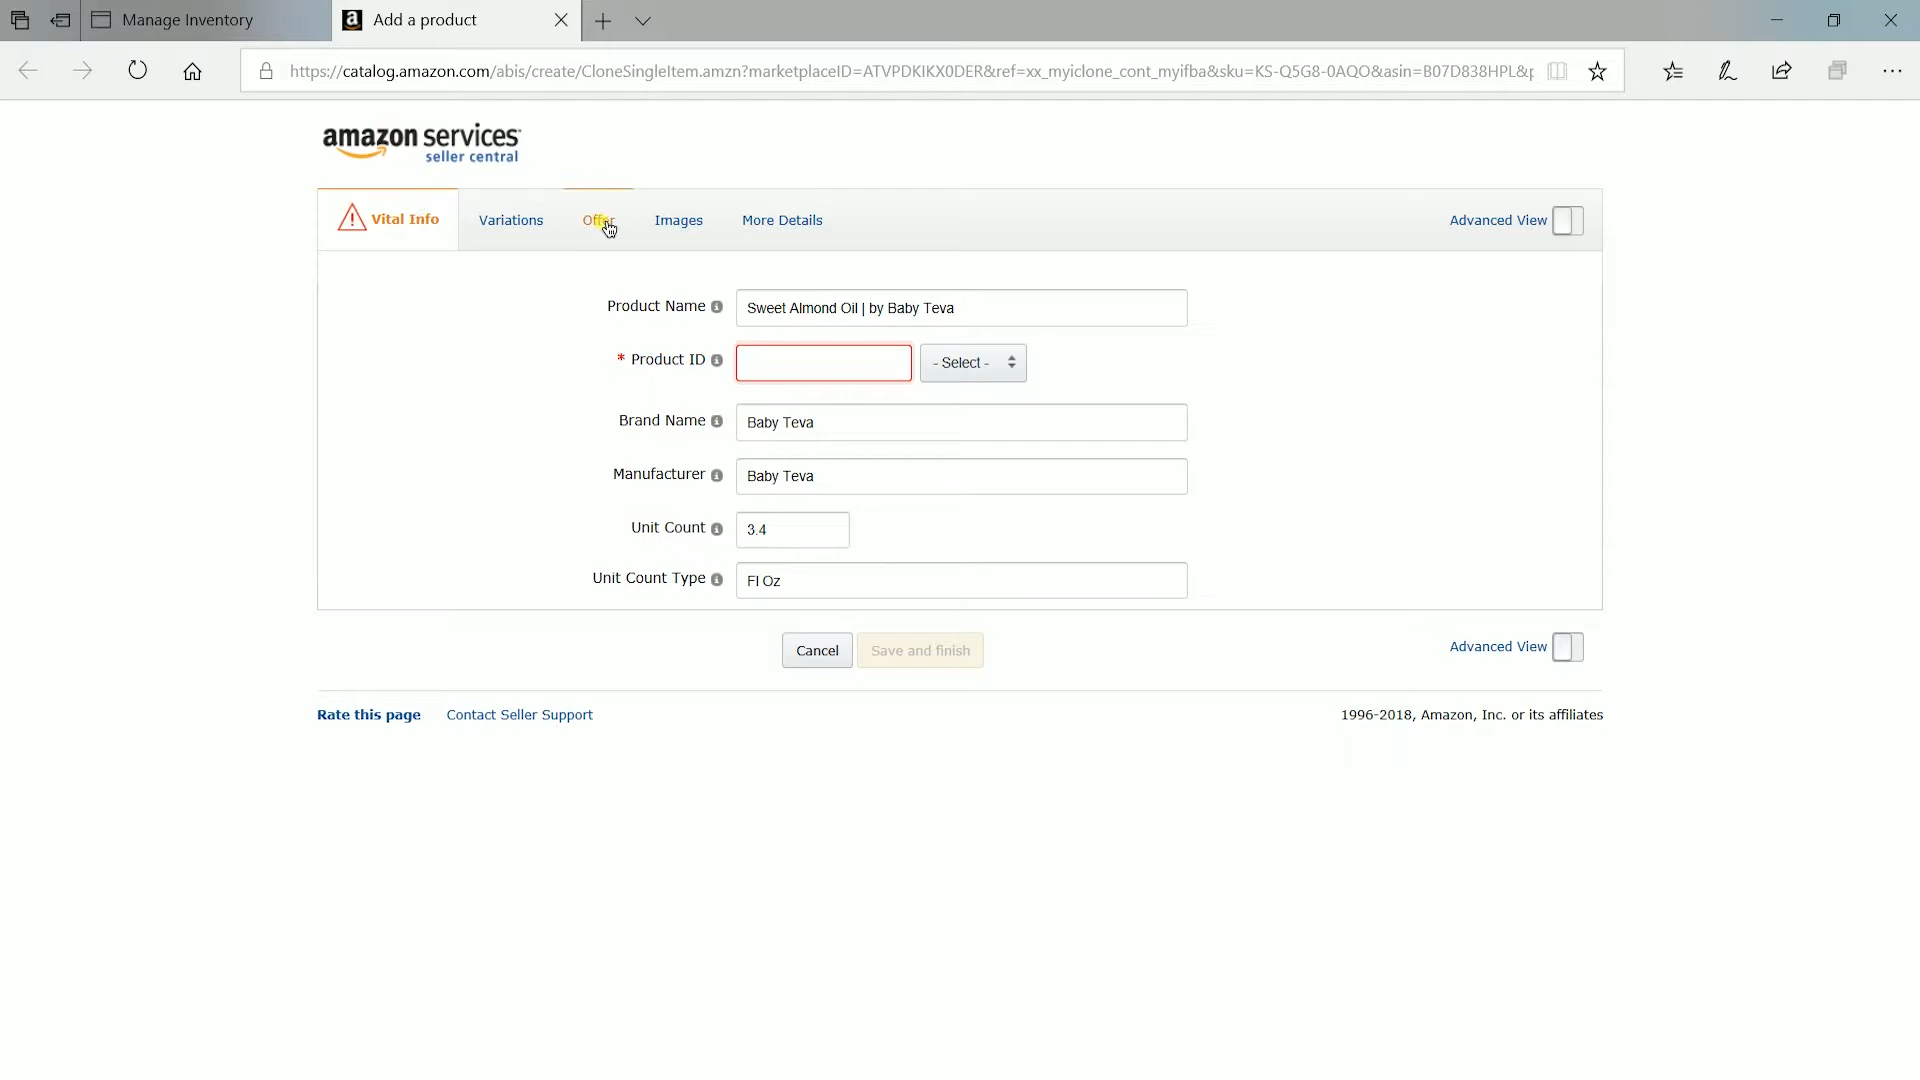 Manage Inventory
Add a product
https://catalog.amazon.com/abis/create/CloneSingleItem.amzn?marketplaceID=ATVPDKIKX0DER&ref=xx_myiclone_cont_myifba&sku=KS-Q5G8-0AQO&asin=B07D838HPL&p
amazon services
seller central
Vital Info Variations Offer Images More Details Advanced View
Product Name Sweet Almond Oil | by Baby Teva
* Product ID - Select -
Brand Name Baby Teva
Manufacturer Baby Teva
Unit Count 3.4
Unit Count Type Fl Oz
Cancel Save and finish Advanced View
Rate this page Contact Seller Support 1996-2018, Amazon, Inc. or its affiliates